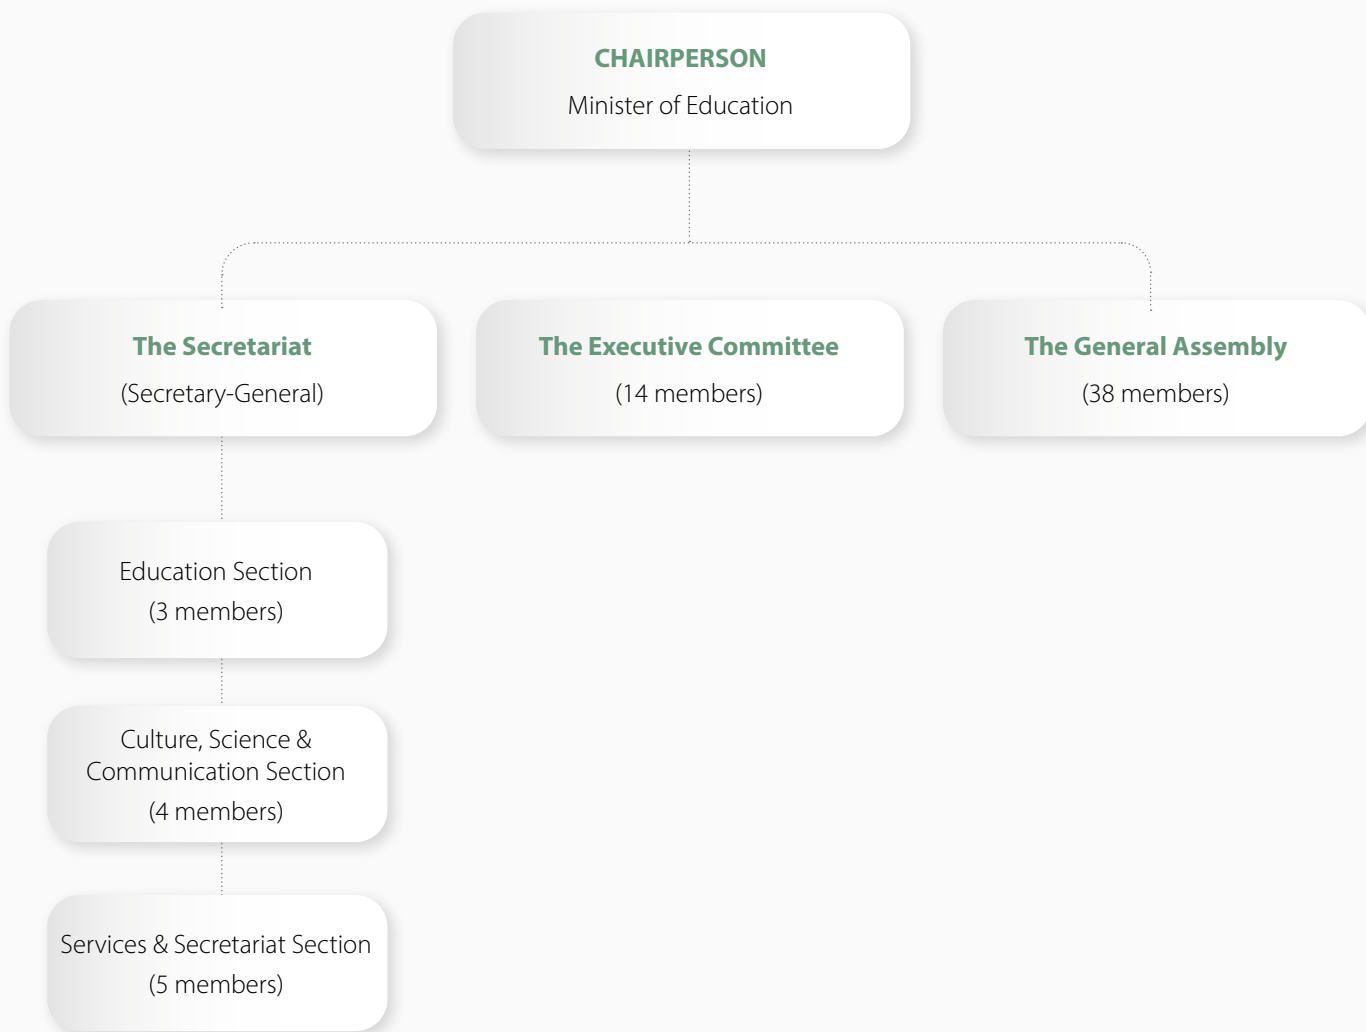 CHAIRPERSON
Minister of Education
The Secretariat
(Secretary-General)
The Executive Committee
(14 members)
The General Assembly
(38 members)
Education Section
(3 members)
Culture, Science &
Communication Section
(4 members)
Services & Secretariat Section
(5 members)